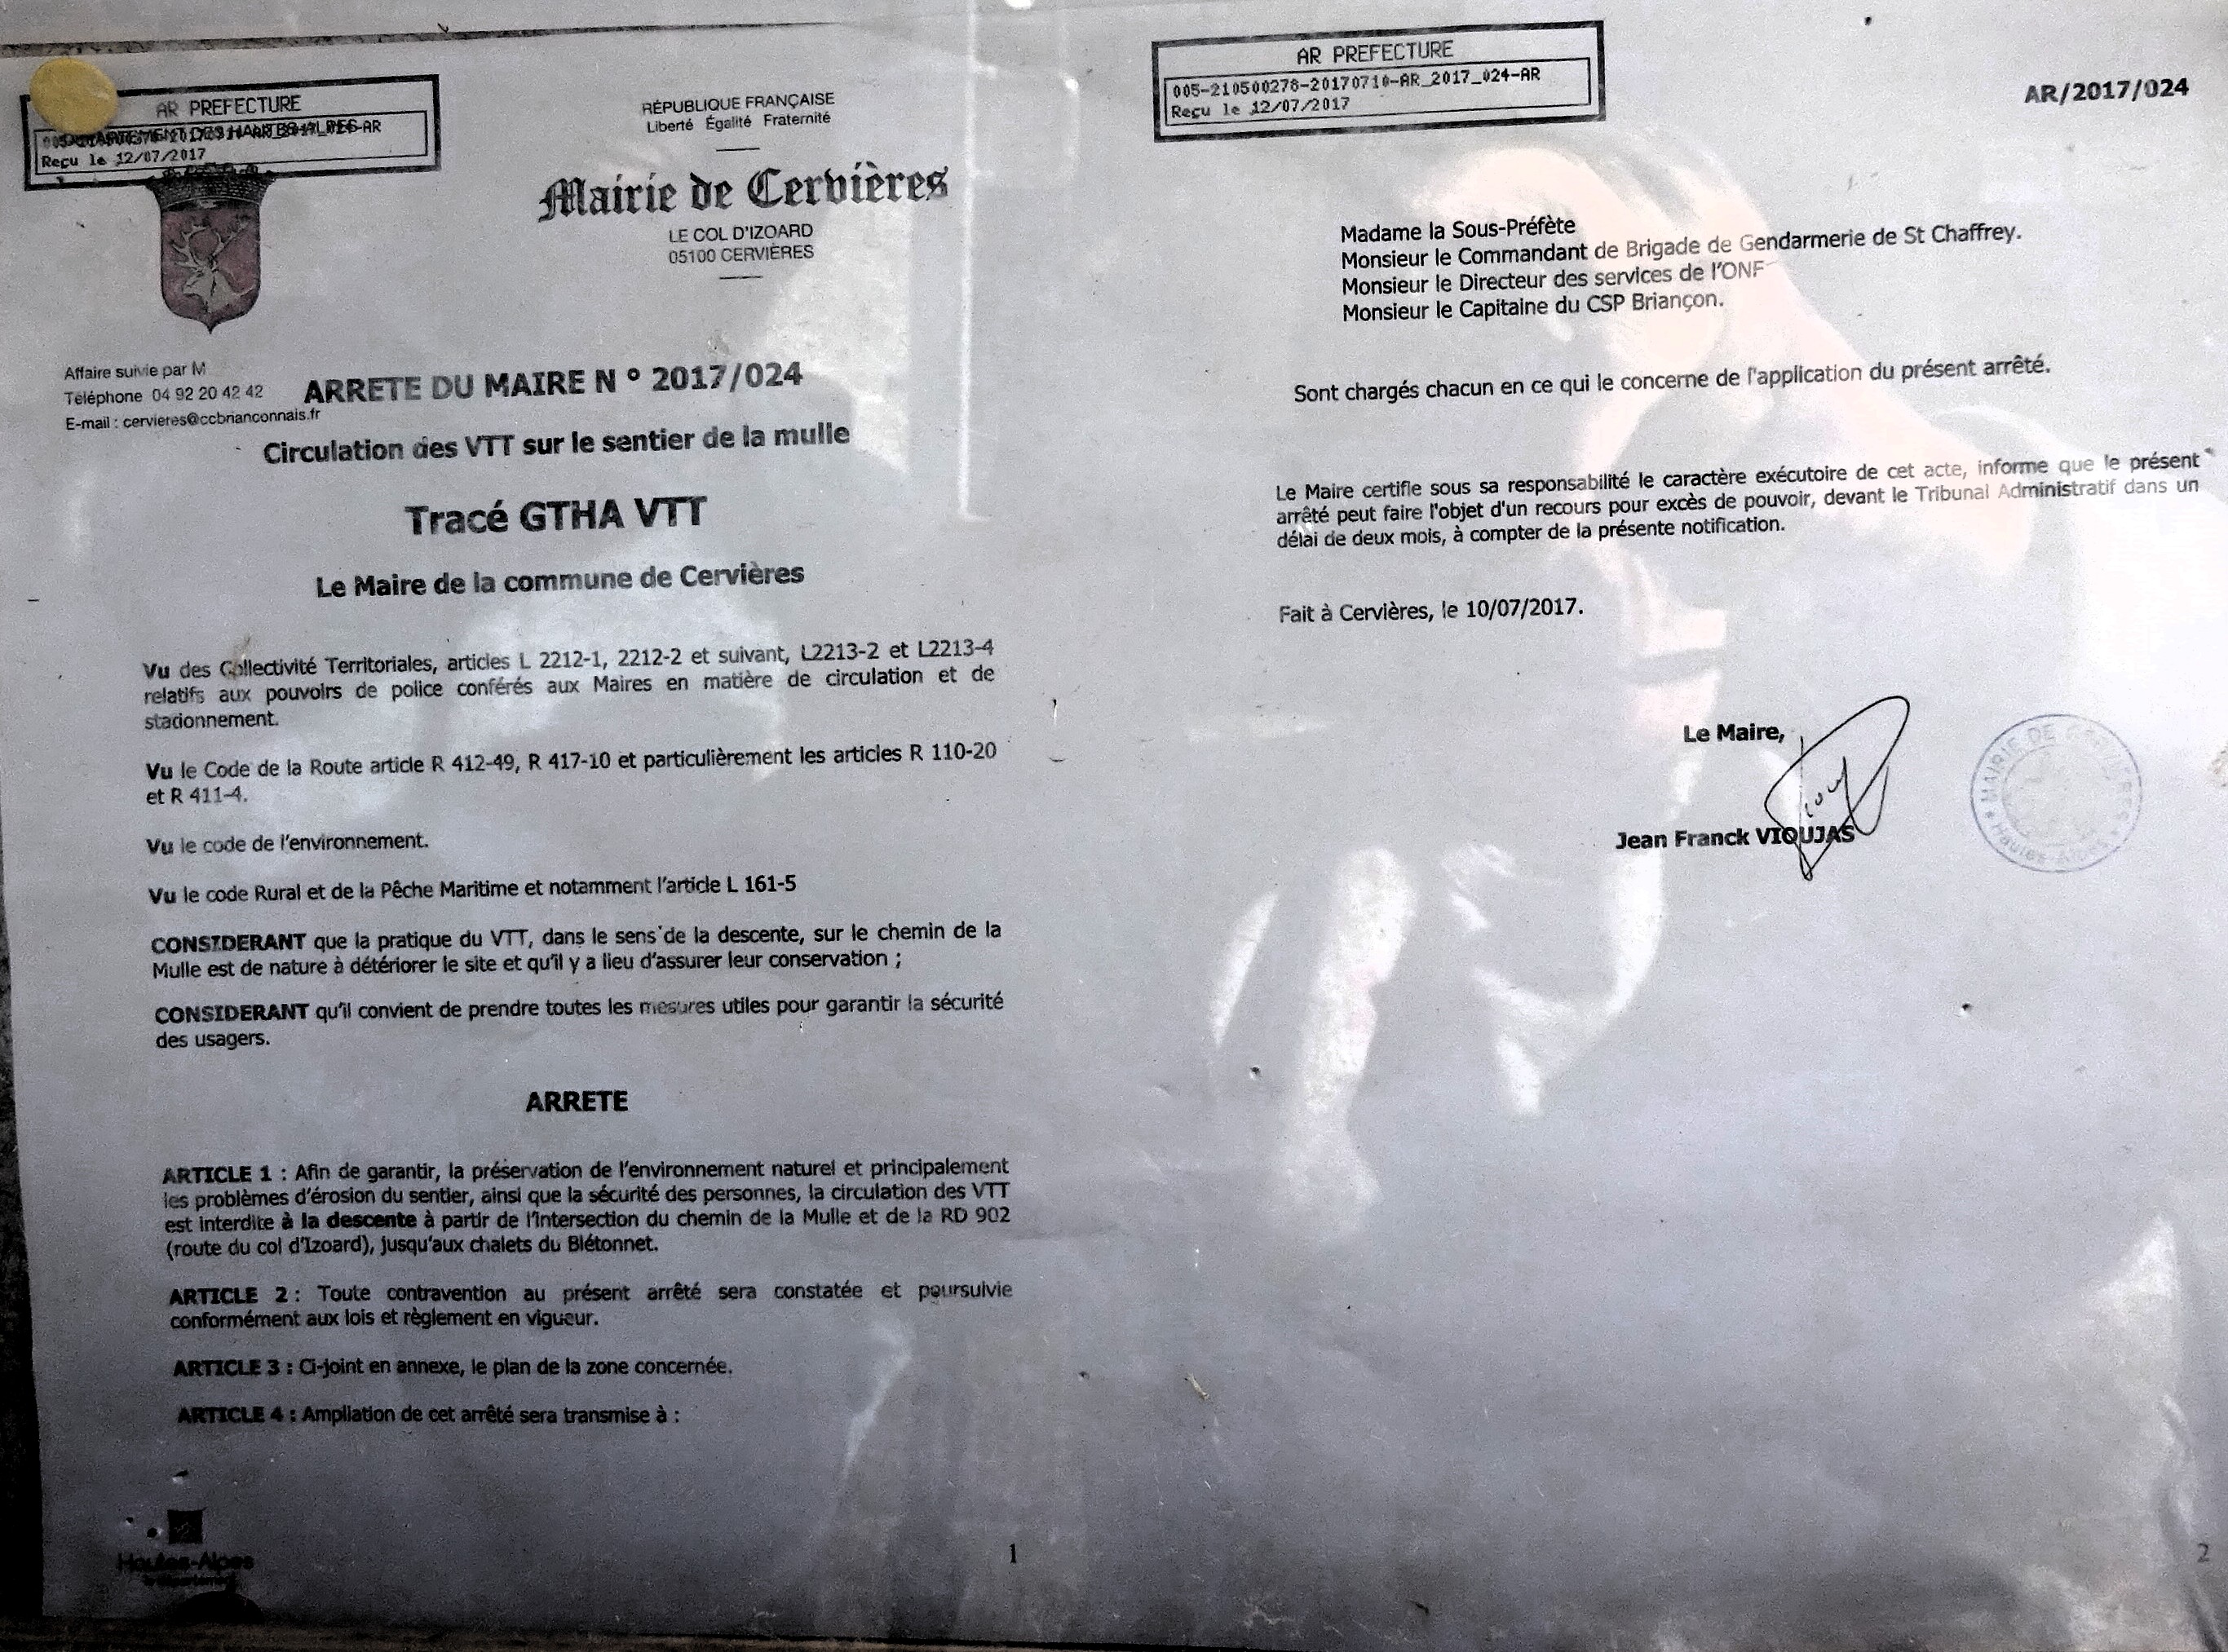 AR PREFECTURE
Reçu le 12/07/2017
RÉPUBLIQUE FRANÇAISE
Liberté Égalité Fraternité
Mairie de Cervières
LE COL D'IZOARD
05100 CERVIÈRES
Affaire suivie par M
Téléphone 04 92 20 42 42
E-mail : cervieres@ccbrianconnais.fr
ARRETE DU MAIRE N ° 2017/024
Circulation des VTT sur le sentier de la mulle
Tracé GTHA VTT
Le Maire de la commune de Cervières
Vu des Collectivité Territoriales, articles L 2212-1, 2212-2 et suivant, L2213-2 et L2213-4
relatifs aux pouvoirs de police conférés aux Maires en matière de circulation et de
stationnement.
Vu le Code de la Route article R 412-49, R 417-10 et particulièrement les articles R 110-20
et R 411-4.
Vu le code de l'environnement.
Vu le code Rural et de la Pêche Maritime et notamment l'article L 161-5
CONSIDERANT que la pratique du VTT, dans le sens de la descente, sur le chemin de la
Mulle est de nature à détériorer le site et qu'il y a lieu d'assurer leur conservation ;
CONSIDERANT qu'il convient de prendre toutes les mesures utiles pour garantir la sécurité
des usagers.
ARRETE
ARTICLE 1 : Afin de garantir, la préservation de l'environnement naturel et principalement
les problèmes d'érosion du sentier, ainsi que la sécurité des personnes, la circulation des VTT
est interdite à la descente à partir de l'intersection du chemin de la Mulle et de la RD 902
(route du col d'Izoard), jusqu'aux chalets du Blétonnet.
ARTICLE 2 : Toute contravention au présent arrêté sera constatée et poursuivie
conformément aux lois et règlement en vigueur.
ARTICLE 3 : Ci-joint en annexe, le plan de la zone concernée.
ARTICLE 4 : Ampliation de cet arrêté sera transmise à :
Hautes-Alpes
1
AR PREFECTURE
005-210500278-20170710-AR_2017_024-AR
Reçu le 12/07/2017
AR/2017/024
Madame la Sous-Préfète
Monsieur le Commandant de Brigade de Gendarmerie de St Chaffrey.
Monsieur le Directeur des services de l'ONF
Monsieur le Capitaine du CSP Briançon.
Sont chargés chacun en ce qui le concerne de l'application du présent arrêté.
Le Maire certifie sous sa responsabilité le caractère exécutoire de cet acte, informe que le présent
arrêté peut faire l'objet d'un recours pour excès de pouvoir, devant le Tribunal Administratif dans un
délai de deux mois, à compter de la présente notification.
Fait à Cervières, le 10/07/2017.
Le Maire,
Jean Franck VIOUJAS
MAIRIE DE CERVIÈRES
Hautes-Alpes
2